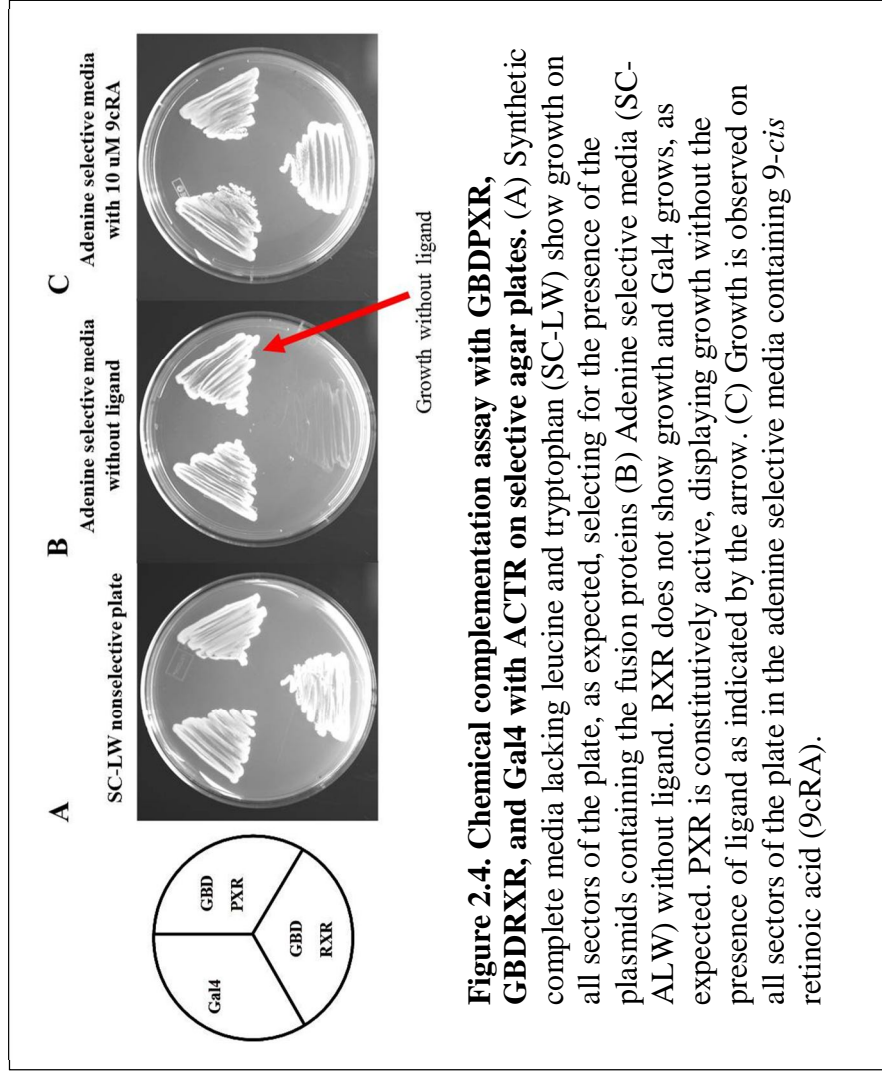 A
B
C
SC-LW nonselective plate
Adenine selective media
without ligand
Adenine selective media
with 10 uM 9cRA
Gal4
GBD
PXR
GBD
RXR
Growth without ligand
Figure 2.4. Chemical complementation assay with GBDPXR,
GBDRXR, and Gal4 with ACTR on selective agar plates. (A) Synthetic
complete media lacking leucine and tryptophan (SC-LW) show growth on
all sectors of the plate, as expected, selecting for the presence of the
plasmids containing the fusion proteins (B) Adenine selective media (SC-
ALW) without ligand. RXR does not show growth and Gal4 grows, as
expected. PXR is constitutively active, displaying growth without the
presence of ligand as indicated by the arrow. (C) Growth is observed on
all sectors of the plate in the adenine selective media containing 9-cis
retinoic acid (9cRA).